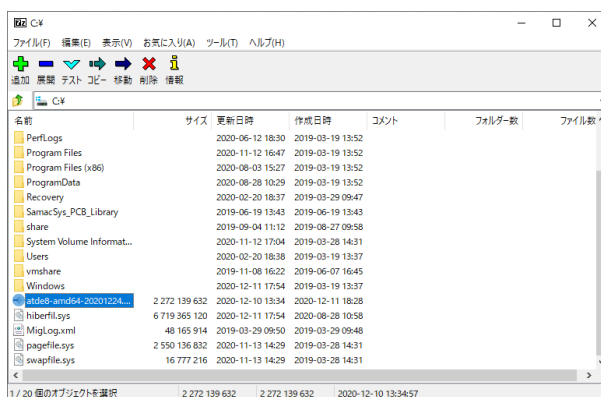 7z C:¥
ファイル(F) 編集(E) 表示(V) お気に入り(A) ツール(T) ヘルプ(H)
追加 展開 テスト コピー 移動 削除 情報
C:¥
名前 サイズ 更新日時 作成日時 コメント フォルダー数 ファイル数
PerfLogs 2020-06-12 18:30 2019-03-19 13:52
Program Files 2020-11-12 16:47 2019-03-19 13:52
Program Files (x86) 2020-08-03 15:27 2019-03-19 13:52
ProgramData 2020-08-28 10:29 2019-03-19 13:52
Recovery 2020-02-20 18:37 2019-03-29 09:47
SamacSys_PCB_Library 2019-06-19 13:43 2019-06-19 13:43
share 2019-09-04 11:12 2019-08-27 09:58
System Volume Informat... 2020-11-12 17:04 2019-03-28 14:31
Users 2020-02-20 18:38 2019-03-19 13:37
vmshare 2019-11-08 16:22 2019-06-07 16:45
Windows 2020-12-11 17:54 2019-03-19 13:37
atde8-amd64-20201224.... 2 272 139 632 2020-12-10 13:34 2020-12-11 18:28
hiberfil.sys 6 719 365 120 2020-12-11 17:54 2020-08-28 10:58
MigLog.xml 48 165 914 2019-03-29 09:50 2019-03-29 09:48
pagefile.sys 2 550 136 832 2020-11-13 14:29 2019-03-28 14:31
swapfile.sys 16 777 216 2020-11-13 14:29 2019-03-28 14:31
1 / 20 個のオブジェクトを選択 2 272 139 632 2 272 139 632 2020-12-10 13:34:57